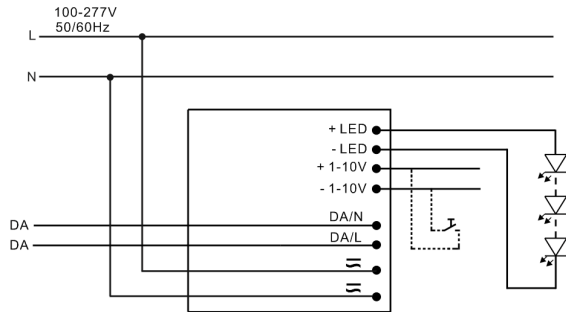 100-277V
50/60Hz
L
N
+ LED
- LED
+ 1-10V
- 1-10V
DA
DA/N
DA
DA/L